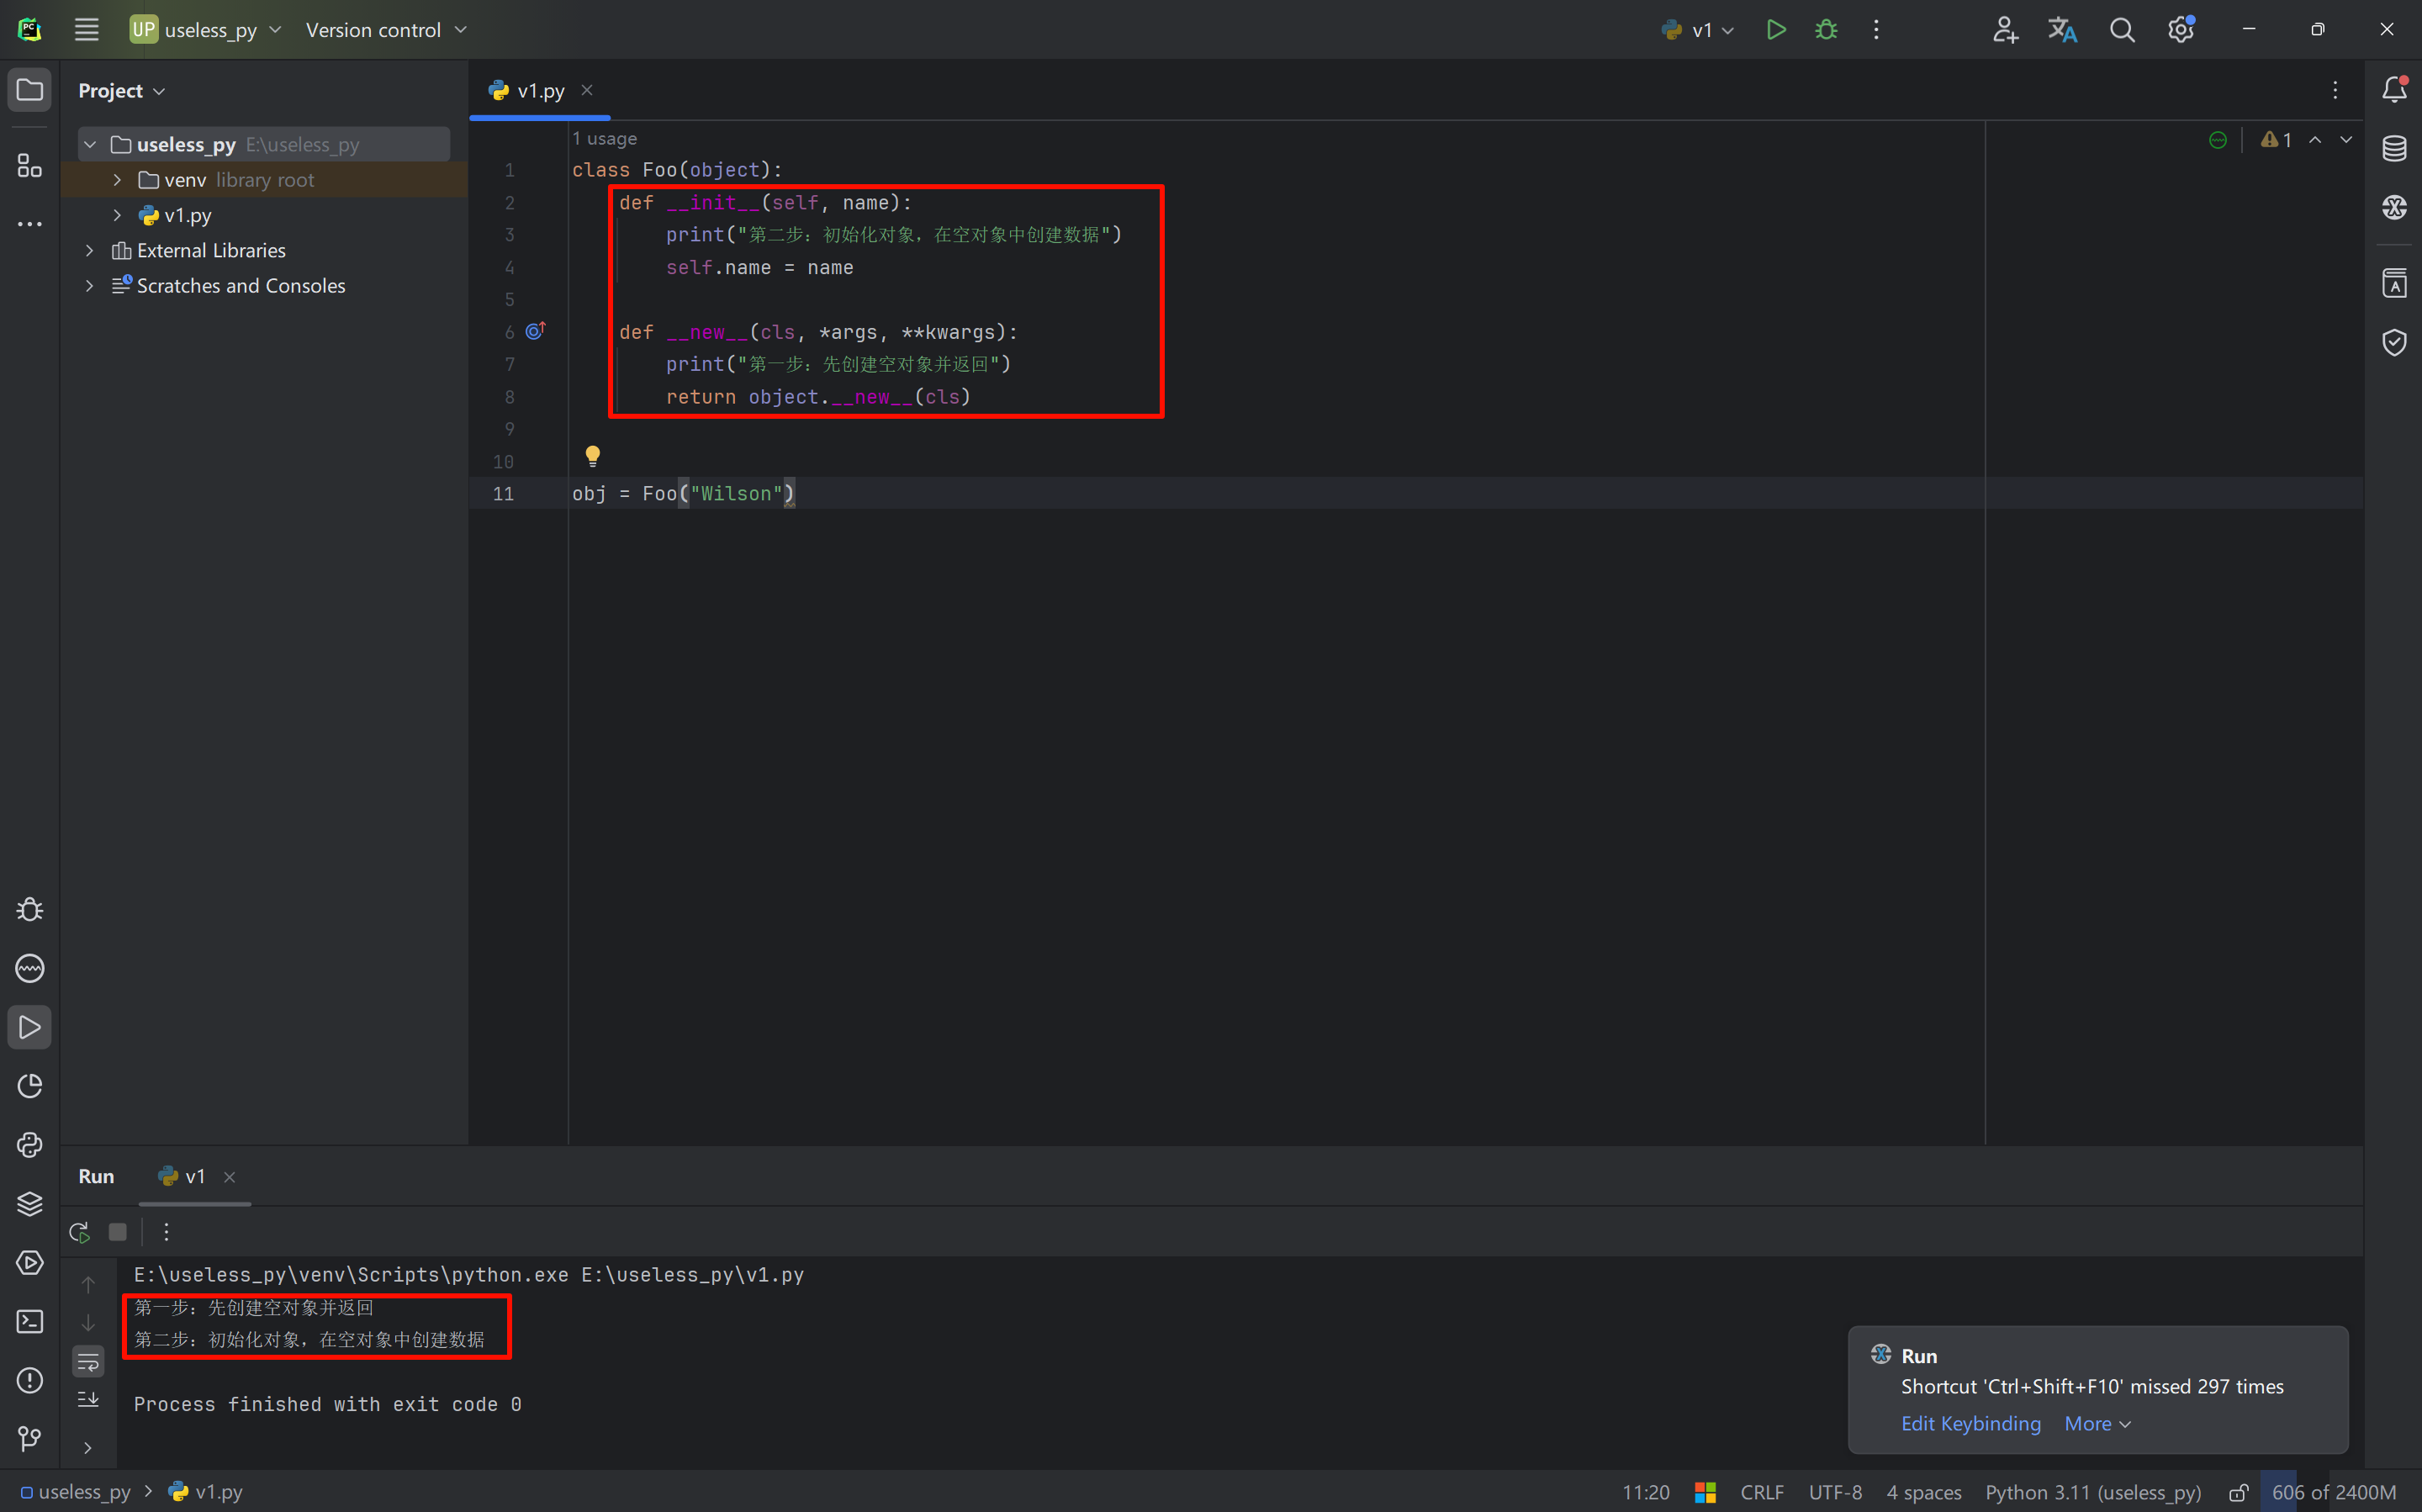 UP useless_py Version control v1
Project
v1.py
useless_py E:\useless_py
venv library root
v1.py
External Libraries
Scratches and Consoles
1 usage
1
1 class Foo(object):
2 def __init__(self, name):
3 print("第二步：初始化对象，在空对象中创建数据")
4 self.name = name
5
6 def __new__(cls, *args, **kwargs):
7 print("第一步：先创建空对象并返回")
8 return object.__new__(cls)
9
10
11 obj = Foo("Wilson")
Run v1
E:\useless_py\venv\Scripts\python.exe E:\useless_py\v1.py
第一步：先创建空对象并返回
第二步：初始化对象，在空对象中创建数据
Process finished with exit code 0
Run
Shortcut 'Ctrl+Shift+F10' missed 297 times
Edit Keybinding More
useless_py v1.py 11:20 CRLF UTF-8 4 spaces Python 3.11 (useless_py) 606 of 2400M